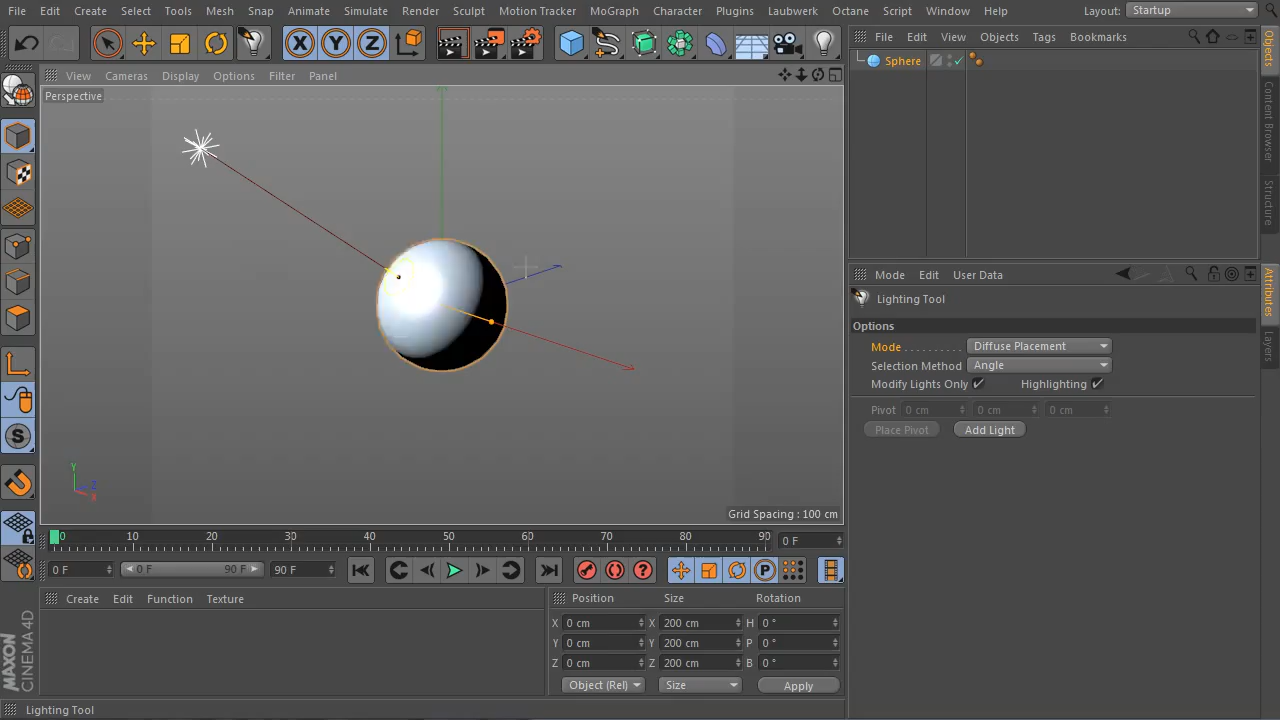 File Edit Create Select Tools Mesh Snap Animate Simulate Render Sculpt Motion Tracker MoGraph Character Plugins Laubwerk Octane Script Window Help Layout: Startup
X Y Z
File Edit View Objects Tags Bookmarks
Sphere
View Cameras Display Options Filter Panel
Perspective
Y
Z
X
Grid Spacing : 100 cm
Objects
Content Browser
Structure
Mode Edit User Data
Lighting Tool
Options
Mode Diffuse Placement
Selection Method Angle
Modify Lights Only Highlighting
Pivot 0 cm 0 cm 0 cm
Place Pivot Add Light
Attributes
Layers
0 10 20 30 40 50 60 70 80 90 0 F
0 F 0 F 90 F 90 F
Create Edit Function Texture
Position Size Rotation
X 0 cm X 200 cm H 0 °
Y 0 cm Y 200 cm P 0 °
Z 0 cm Z 200 cm B 0 °
Object (Rel) Size Apply
MAXON
CINEMA 4D
Lighting Tool